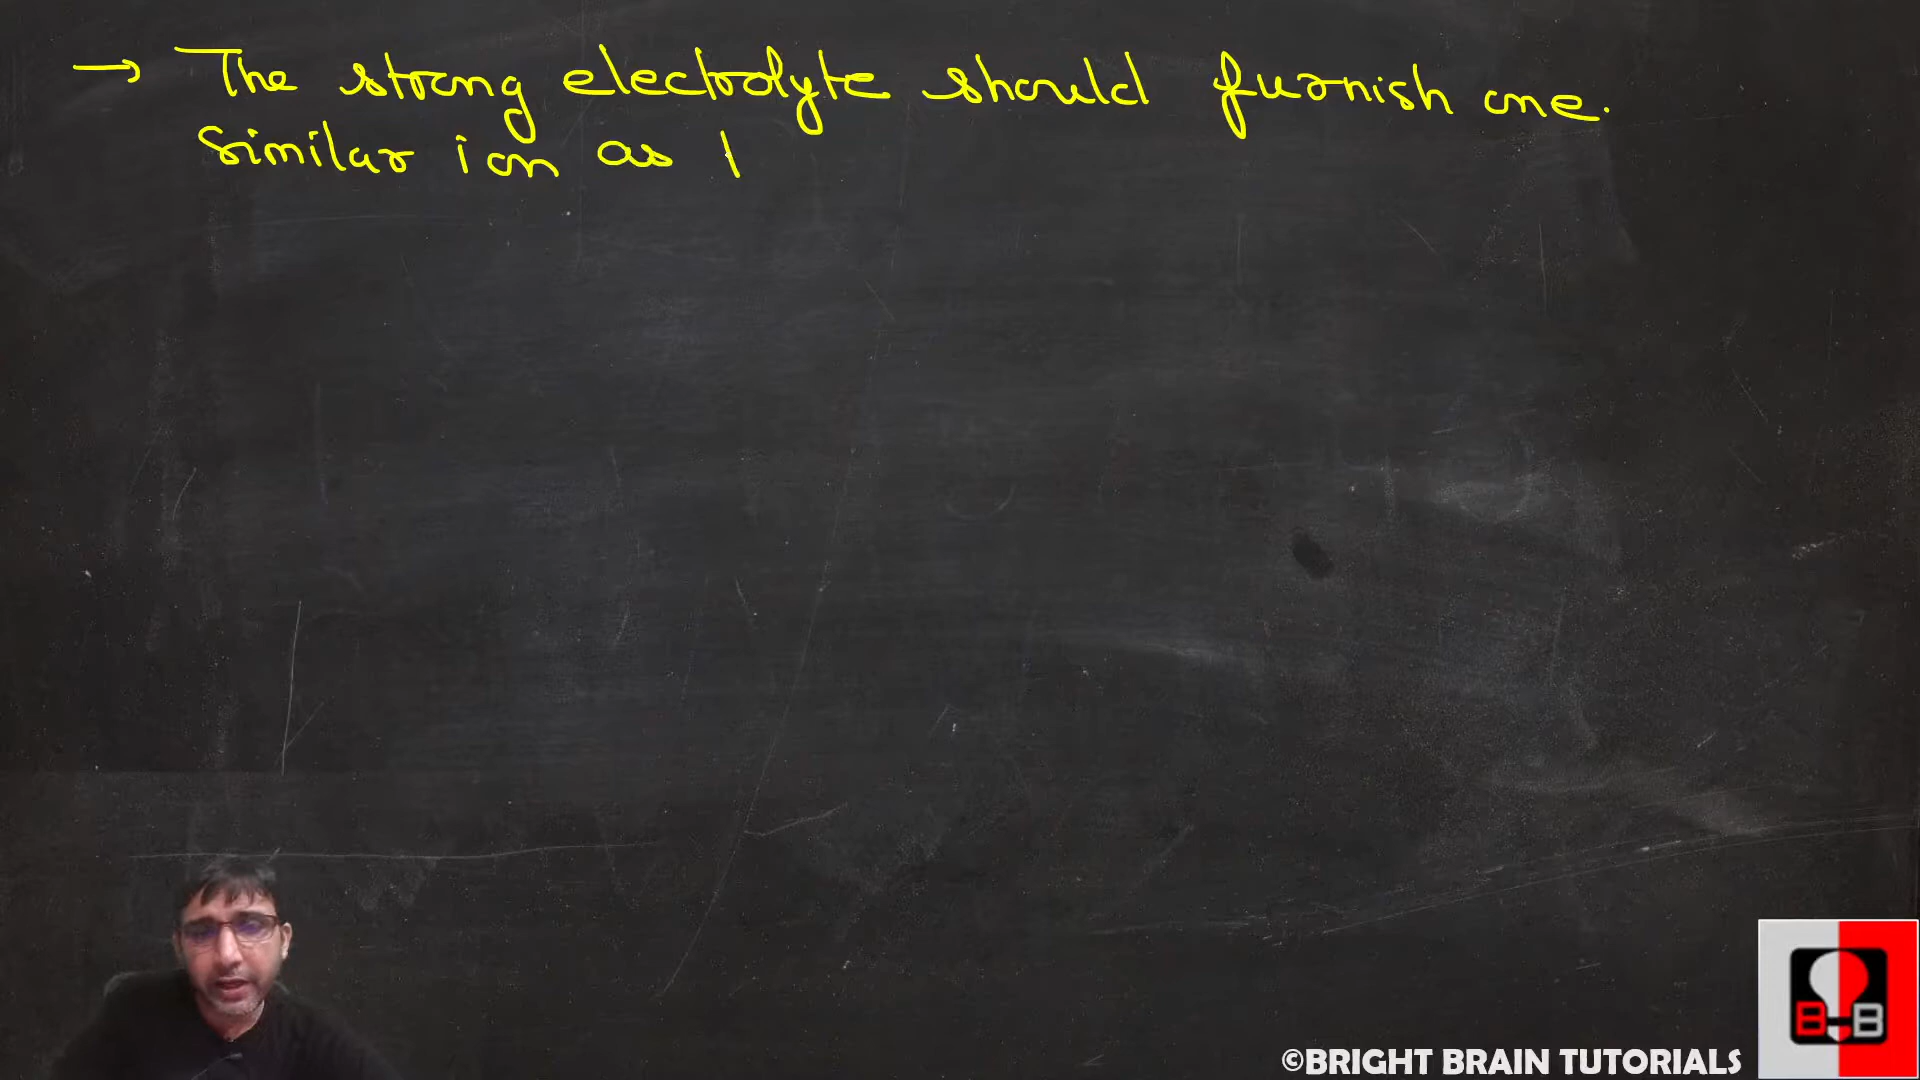 → The strong electrolyte should furnish one.
similar ion as
B B
©BRIGHT BRAIN TUTORIALS